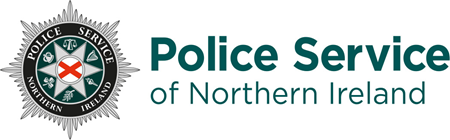 POLICE SERVICE
NORTHERN IRELAND
Police Service
of Northern Ireland